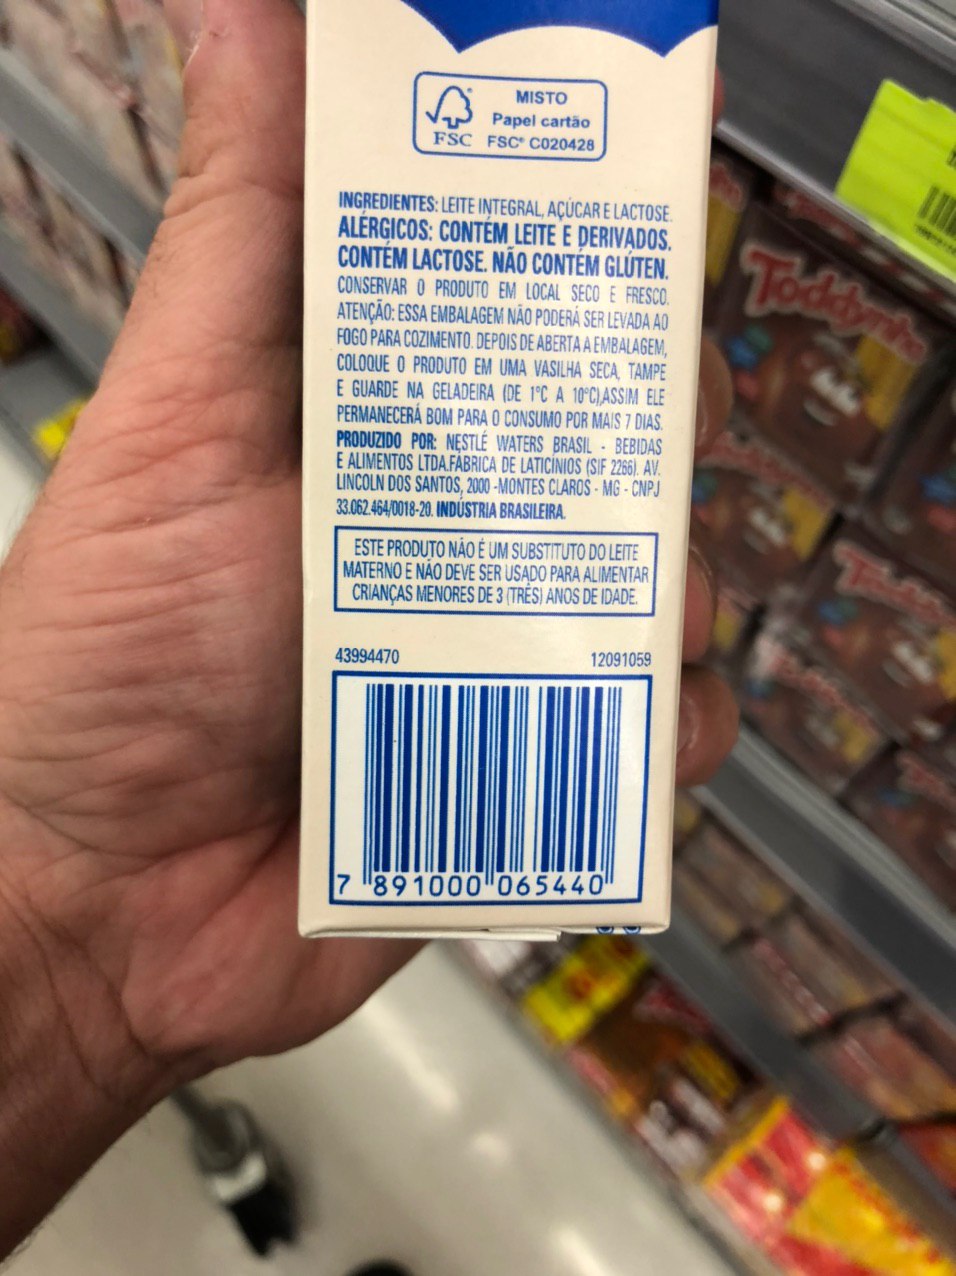 MISTO
Papel cartão
FSC FSC® C020428
INGREDIENTES: LEITE INTEGRAL, AÇÚCAR E LACTOSE.
ALÉRGICOS: CONTÉM LEITE E DERIVADOS.
CONTÉM LACTOSE. NÃO CONTÉM GLÚTEN.
CONSERVAR O PRODUTO EM LOCAL SECO E FRESCO.
ATENÇÃO: ESSA EMBALAGEM NÃO PODERÁ SER LEVADA AO
FOGO PARA COZIMENTO. DEPOIS DE ABERTA A EMBALAGEM,
COLOQUE O PRODUTO EM UMA VASILHA SECA, TAMPE
E GUARDE NA GELADEIRA (DE 1°C A 10°C),ASSIM ELE
PERMANECERÁ BOM PARA O CONSUMO POR MAIS 7 DIAS.
PRODUZIDO POR: NESTLÉ WATERS BRASIL - BEBIDAS
E ALIMENTOS LTDA.FÁBRICA DE LATICÍNIOS (SIF 2266). AV.
LINCOLN DOS SANTOS, 2000 -MONTES CLAROS - MG - CNPJ
33.062.464/0018-20. INDÚSTRIA BRASILEIRA.
ESTE PRODUTO NÃO É UM SUBSTITUTO DO LEITE
MATERNO E NÃO DEVE SER USADO PARA ALIMENTAR
CRIANÇAS MENORES DE 3 (TRÊS) ANOS DE IDADE.
43994470 12091059
7 891000 065440
Toddynho